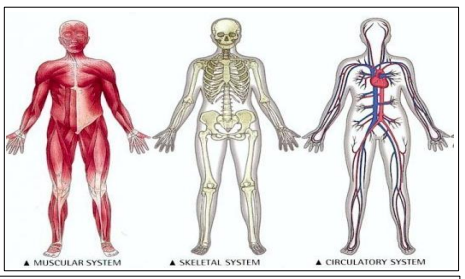 ▲ MUSCULAR SYSTEM
▲ SKELETAL SYSTEM
▲ CIRCULATORY SYSTEM